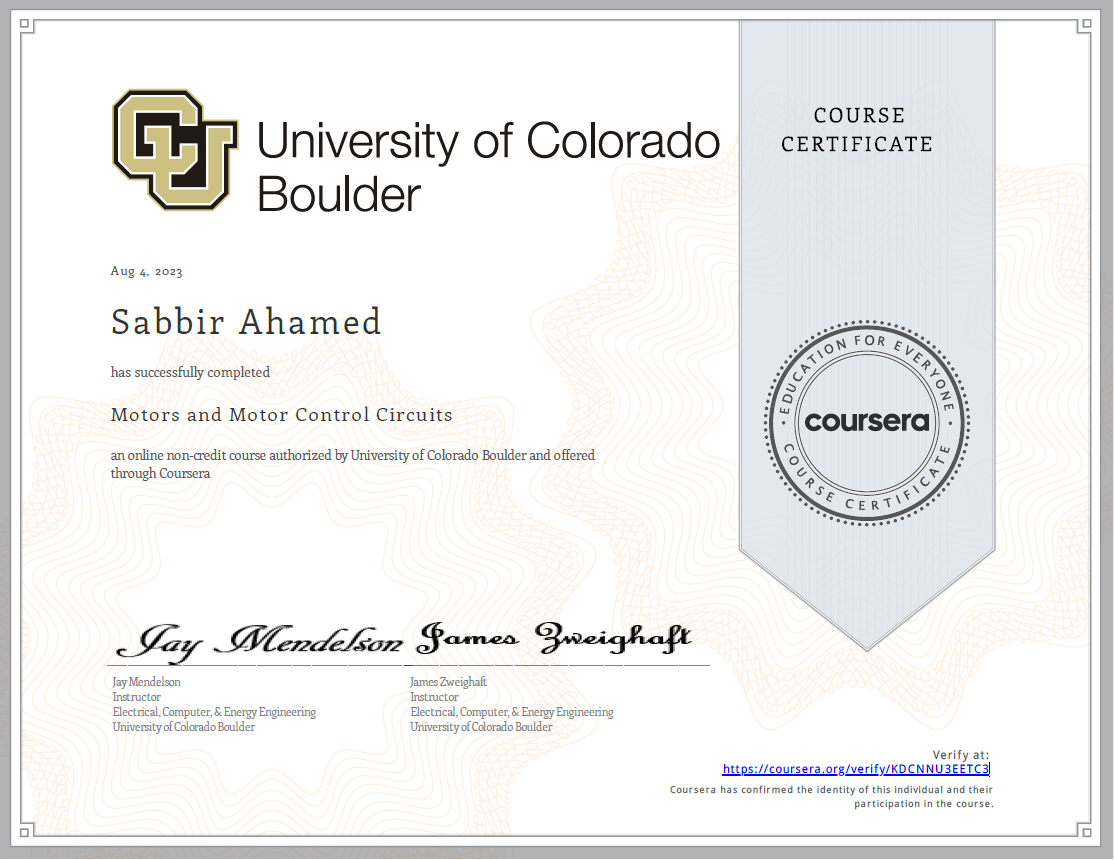 University of Colorado
Boulder
COURSE
CERTIFICATE
Aug 4, 2023
Sabbir Ahamed
has successfully completed
Motors and Motor Control Circuits
an online non-credit course authorized by University of Colorado Boulder and offered
through Coursera
EDUCATION FOR EVERYONE
coursera
COURSE CERTIFICATE
Jay Mendelson
James Zweighaft
Jay Mendelson
Instructor
Electrical, Computer, & Energy Engineering
University of Colorado Boulder
James Zweighaft
Instructor
Electrical, Computer, & Energy Engineering
University of Colorado Boulder
Verify at:
https://coursera.org/verify/KDCNNU3EETC3
Coursera has confirmed the identity of this individual and their
participation in the course.